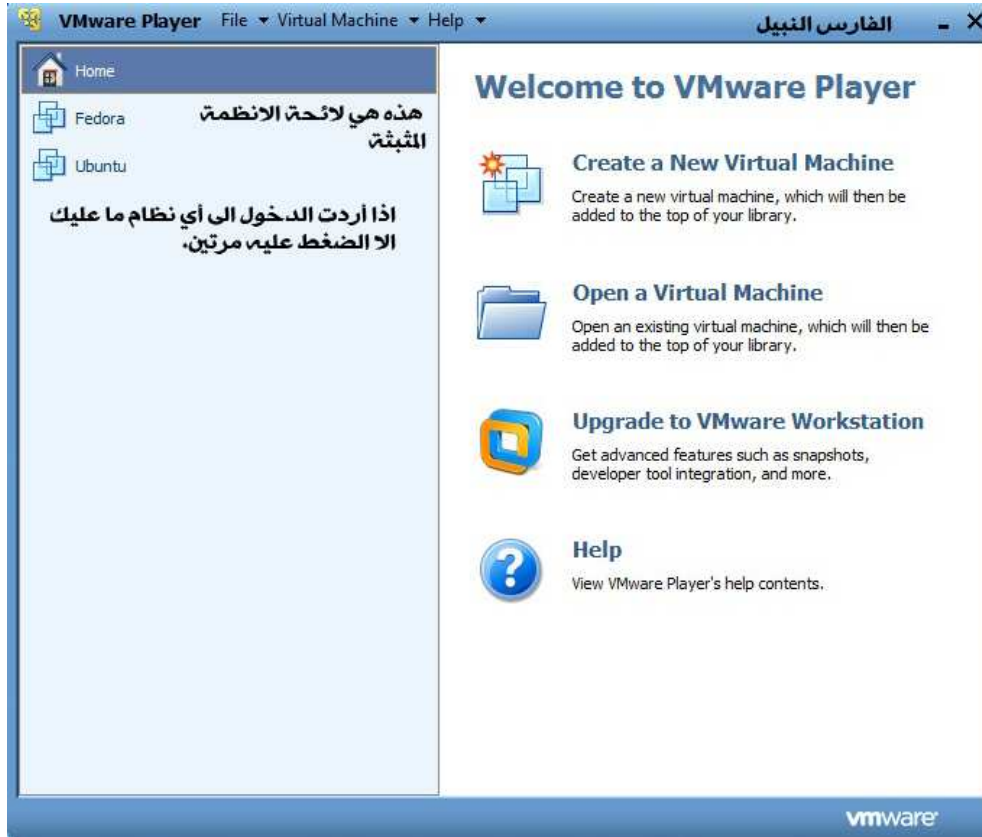 VMware Player File Virtual Machine Help الفارس النبيل
Home
Fedora
هذه هي لائحة الانظمة
المثبثة
Ubuntu
اذا أردت الدخول الى أي نظام ما عليك
الا الضغط عليه مرتين.
Welcome to VMware Player
Create a New Virtual Machine
Create a new virtual machine, which will then be
added to the top of your library.
Open a Virtual Machine
Open an existing virtual machine, which will then be
added to the top of your library.
Upgrade to VMware Workstation
Get advanced features such as snapshots,
developer tool integration, and more.
Help
View VMware Player's help contents.
vmware